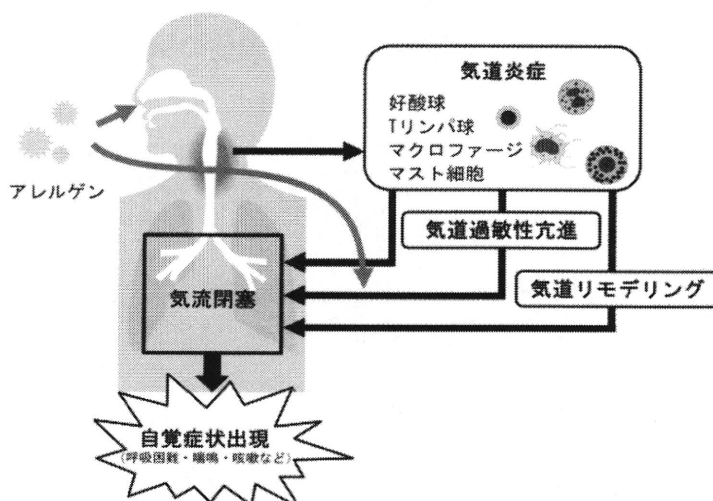 アレルゲン
気道炎症
好酸球
Tリンパ球
マクロファージ
マスト細胞
気道過敏性亢進
気道リモデリング
気流閉塞
自覚症状出現
(呼吸困難・喘鳴・咳嗽など)